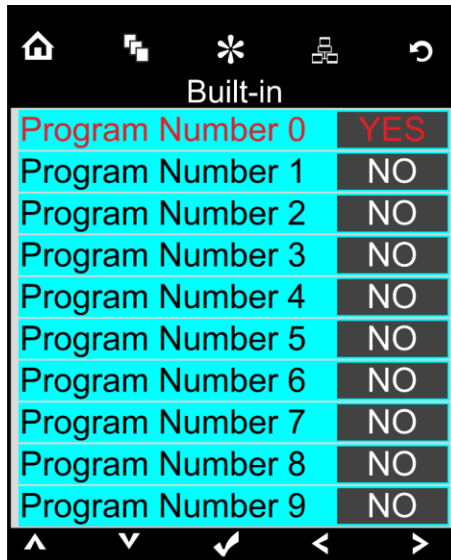 Built-in
Program Number 0 YES
Program Number 1 NO
Program Number 2 NO
Program Number 3 NO
Program Number 4 NO
Program Number 5 NO
Program Number 6 NO
Program Number 7 NO
Program Number 8 NO
Program Number 9 NO